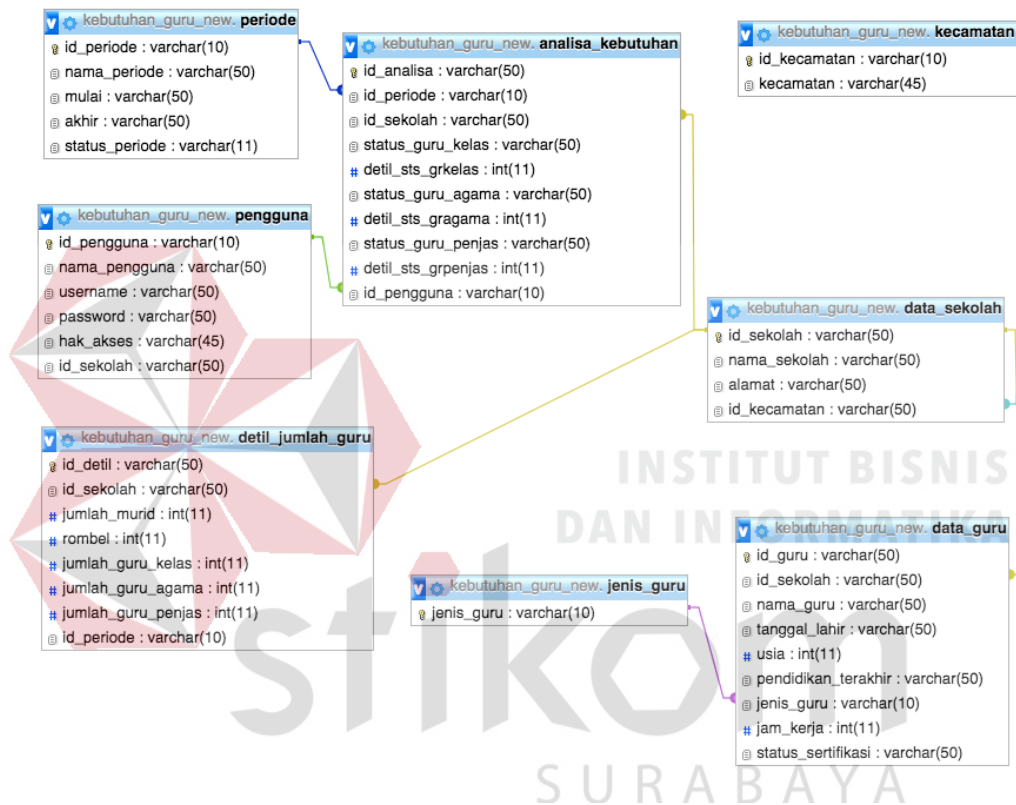 kebutuhan_guru_new. periode
id_periode : varchar(10)
nama_periode : varchar(50)
mulai : varchar(50)
akhir : varchar(50)
status_periode : varchar(11)
kebutuhan_guru_new. analisa_kebutuhan
id_analisa : varchar(50)
id_periode : varchar(10)
id_sekolah : varchar(50)
status_guru_kelas : varchar(50)
# detil_sts_grkelas : int(11)
status_guru_agama : varchar(50)
# detil_sts_gragama : int(11)
status_guru_penjas : varchar(50)
# detil_sts_grpenjas : int(11)
id_pengguna : varchar(10)
kebutuhan_guru_new. kecamatan
id_kecamatan : varchar(10)
kecamatan : varchar(45)
kebutuhan_guru_new. pengguna
id_pengguna : varchar(10)
nama_pengguna : varchar(50)
username : varchar(50)
password : varchar(50)
hak_akses : varchar(45)
id_sekolah : varchar(50)
kebutuhan_guru_new. data_sekolah
id_sekolah : varchar(50)
nama_sekolah : varchar(50)
alamat : varchar(50)
id_kecamatan : varchar(50)
kebutuhan_guru_new. detil_jumlah_guru
id_detil : varchar(50)
id_sekolah : varchar(50)
# jumlah_murid : int(11)
# rombel : int(11)
# jumlah_guru_kelas : int(11)
# jumlah_guru_agama : int(11)
# jumlah_guru_penjas : int(11)
id_periode : varchar(10)
kebutuhan_guru_new. jenis_guru
jenis_guru : varchar(10)
kebutuhan_guru_new. data_guru
id_guru : varchar(50)
id_sekolah : varchar(50)
nama_guru : varchar(50)
tanggal_lahir : varchar(50)
# usia : int(11)
pendidikan_terakhir : varchar(50)
jenis_guru : varchar(10)
# jam_kerja : int(11)
status_sertifikasi : varchar(50)
INSTITUT BISNIS
DAN INFORMATIKA
stikom
SURABAYA